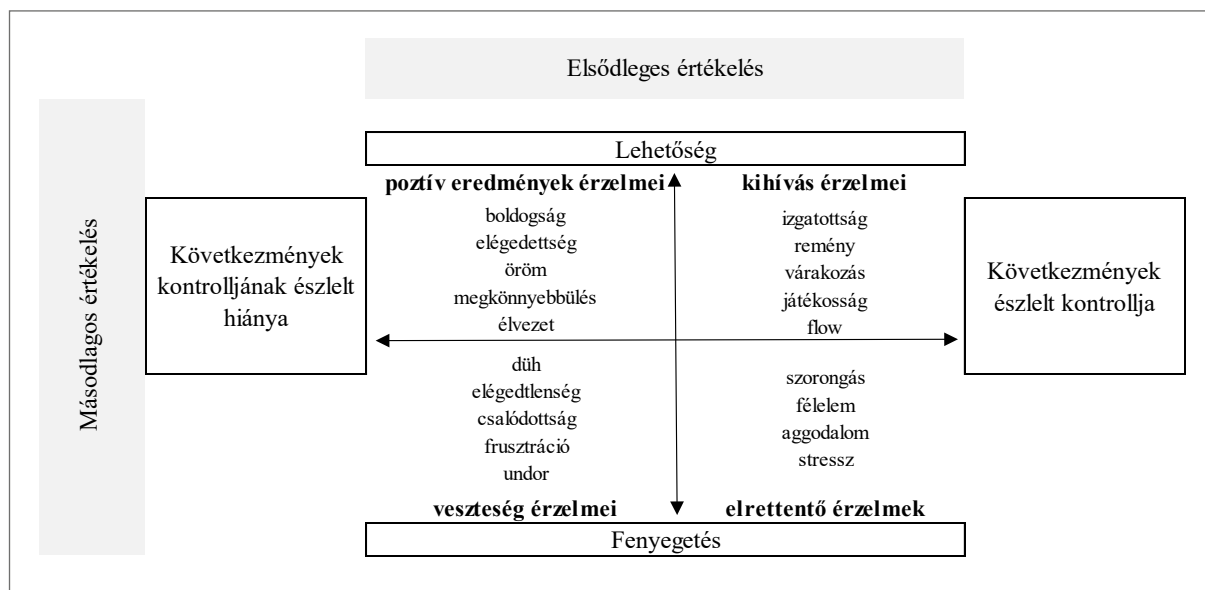 Elsődleges értékelés
Másodlagos értékelés
Lehetőség
poztív eredmények érzelmei
boldogság
elégedettség
öröm
megkönnyebbülés
élvezet
kihívás érzelmei
izgatottság
remény
várakozás
játékosság
flow
Következmények
kontrolljának észlelt
hiánya
Következmények
észlelt kontrollja
düh
elégedtlenség
csalódottság
frusztráció
undor
veszteség érzelmei
szorongás
félelem
aggodalom
stressz
elrettentő érzelmek
Fenyegetés